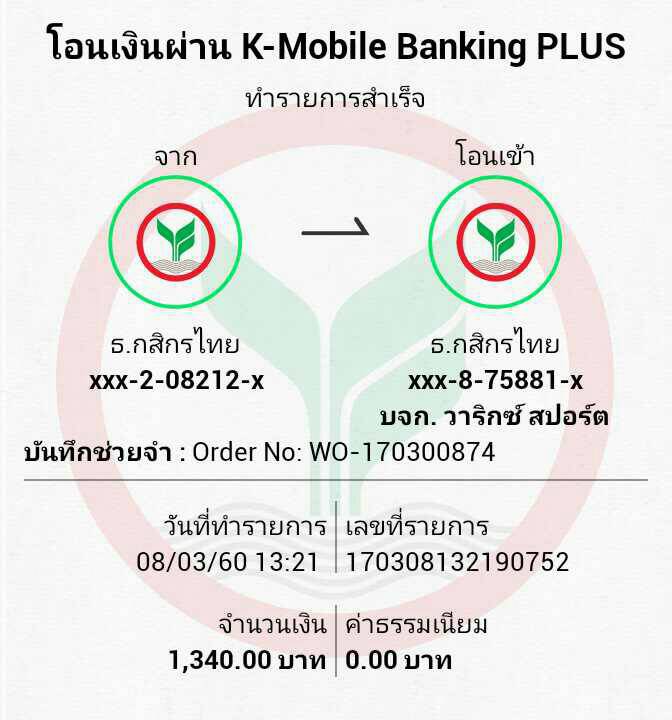 โอนเงินผ่าน K-Mobile Banking PLUS
ทำรายการสำเร็จ
จาก
โอนเข้า
ธ.กสิกรไทย
ธ.กสิกรไทย
xxx-2-08212-x
xxx-8-75881-x
บจก. วาริกซ์ สปอร์ต
บันทึกช่วยจำ : Order No: WO-170300874
วันที่ทำรายการ
เลขที่รายการ
08/03/60 13:21
170308132190752
จำนวนเงิน
ค่าธรรมเนียม
1,340.00 บาท
0.00 บาท